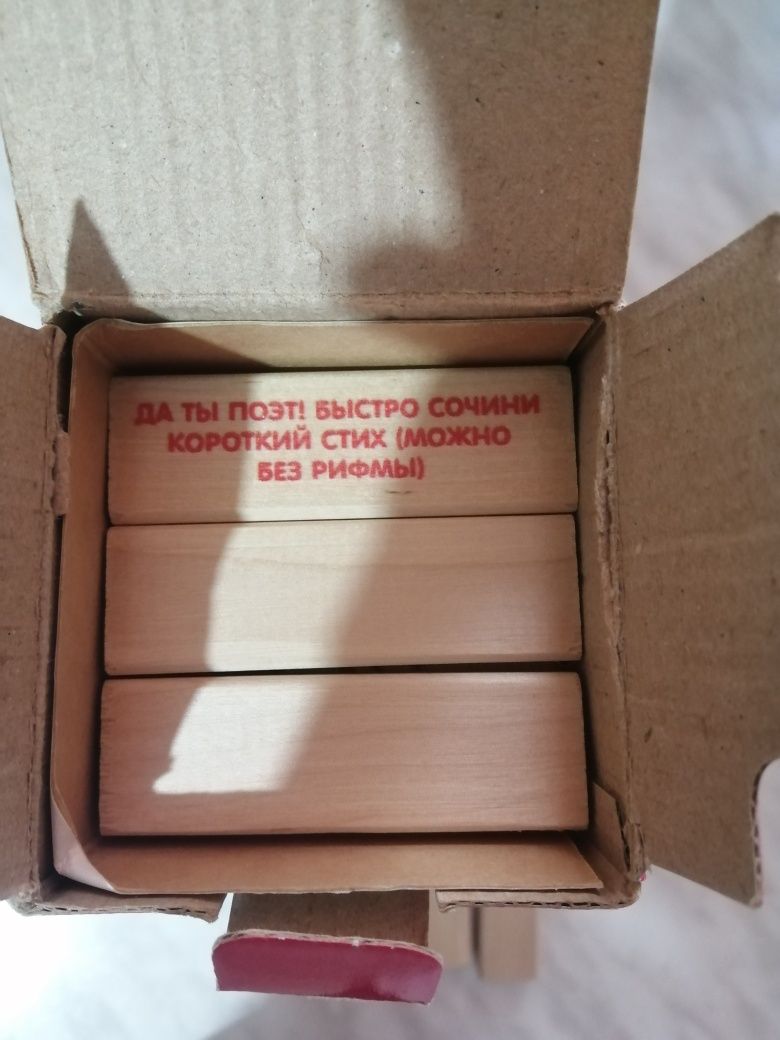 ДА ТЫ ПОЭТ! БЫСТРО СОЧИНИ
КОРОТКИЙ СТИХ (МОЖНО
БЕЗ РИФМЫ)